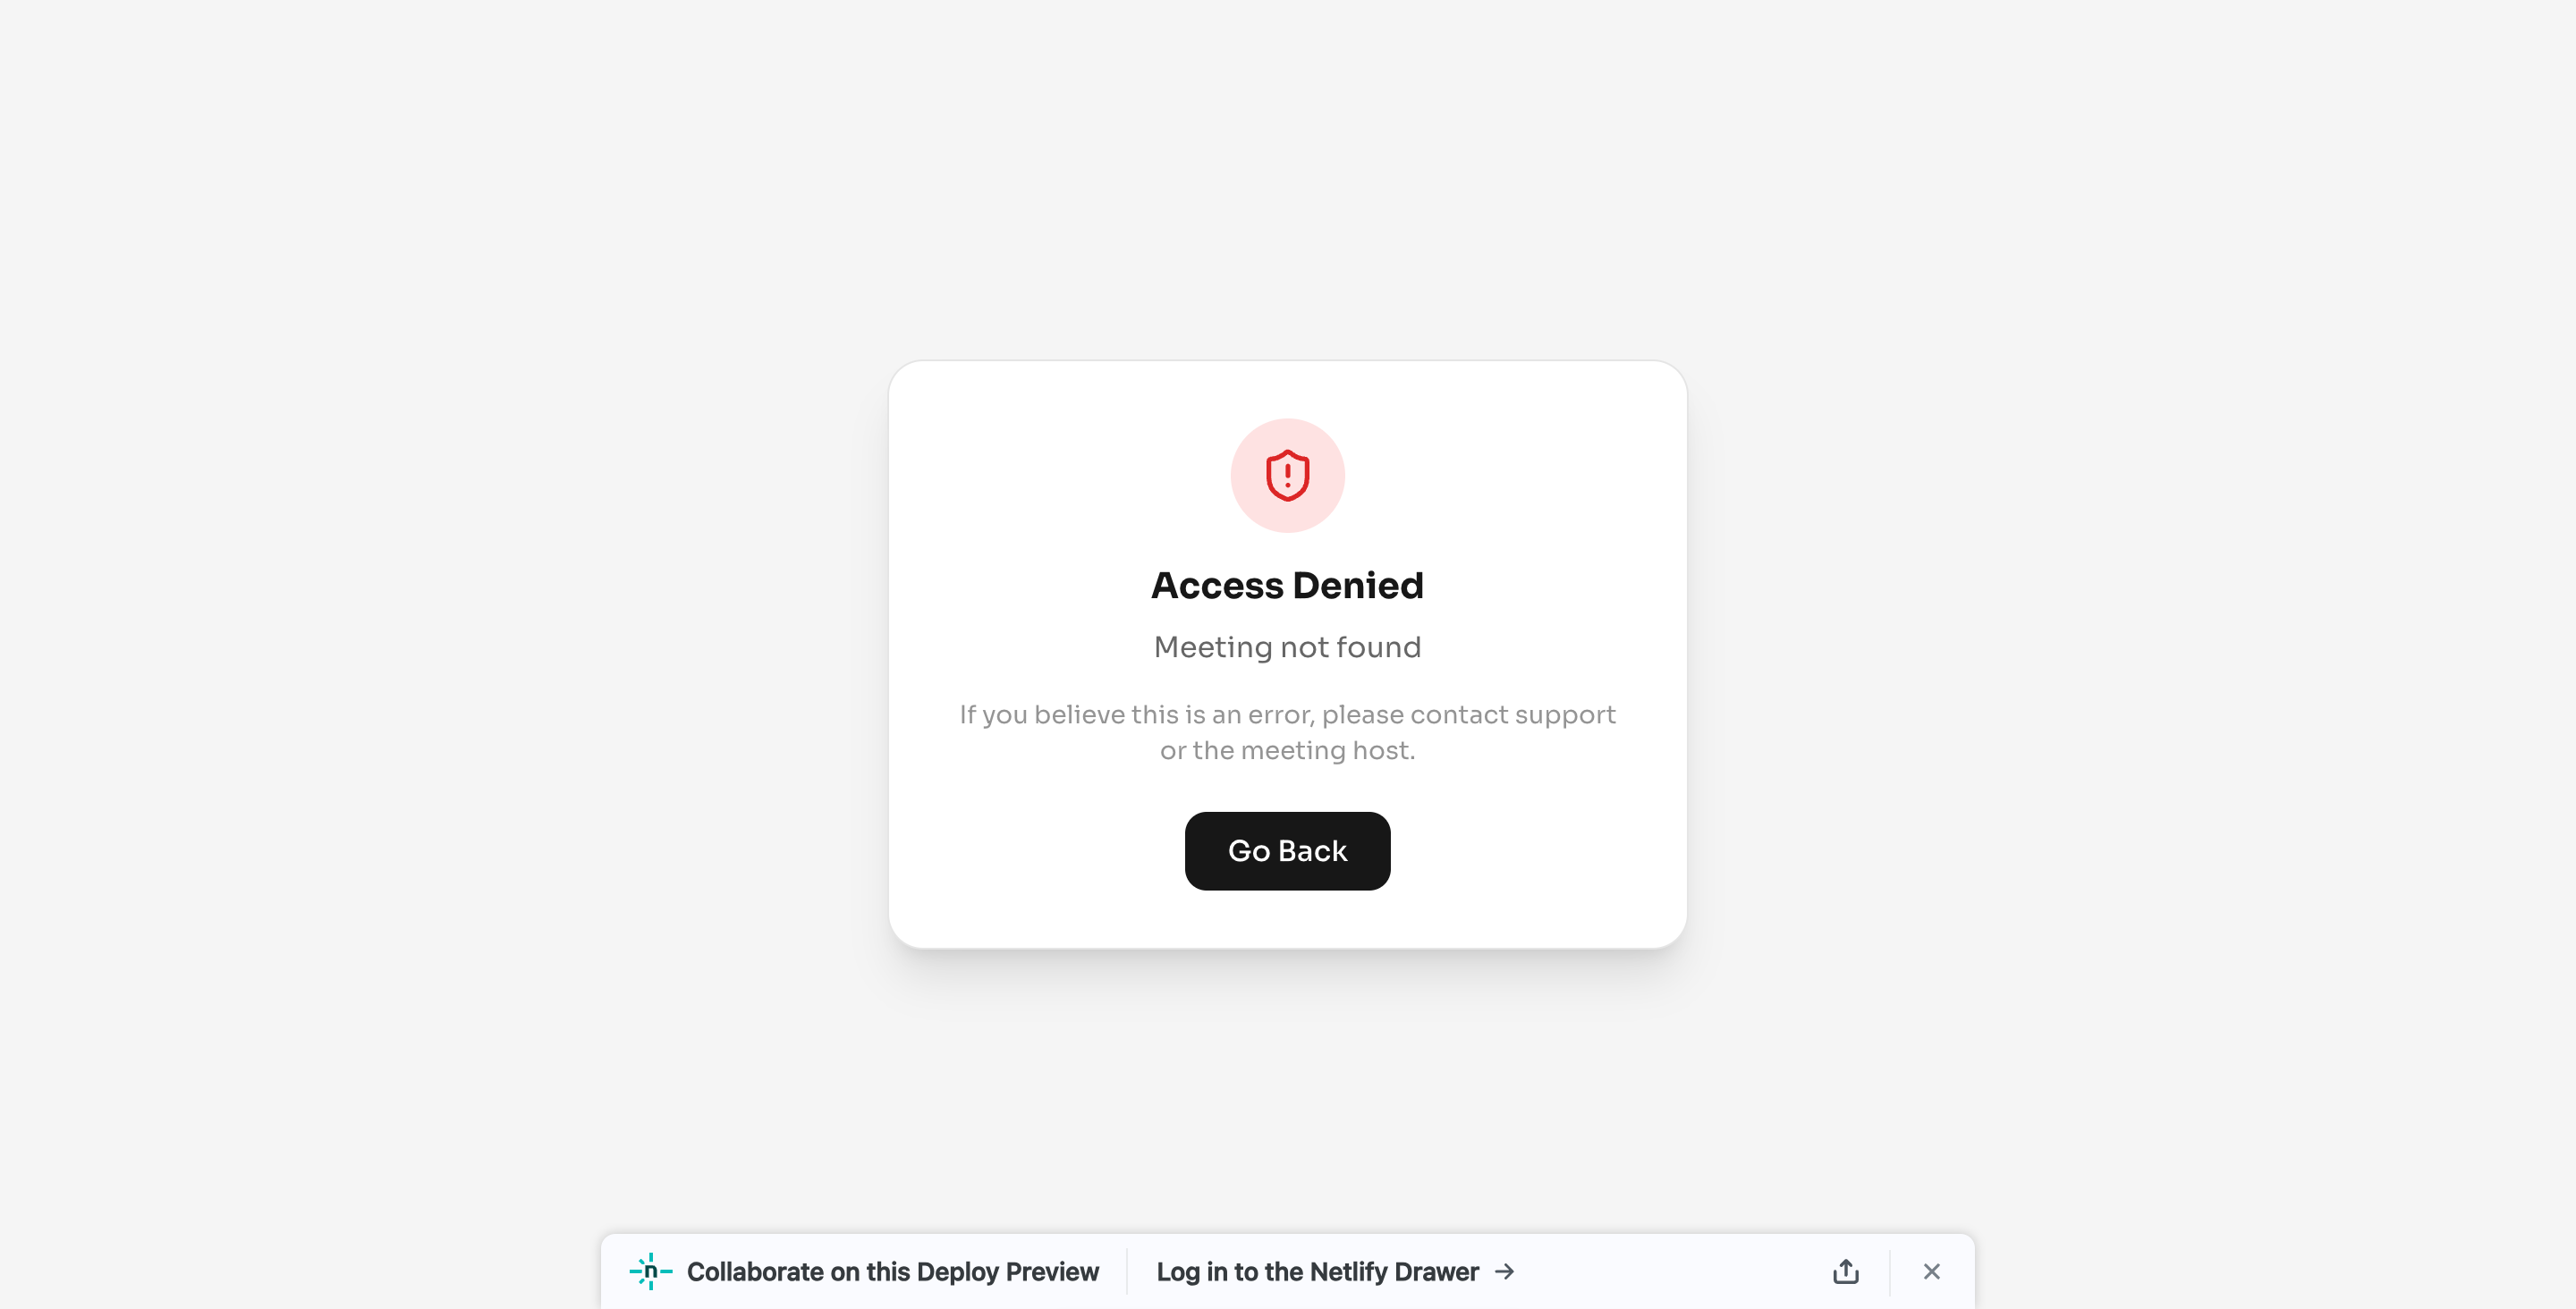 Access Denied
Meeting not found
If you believe this is an error, please contact support
or the meeting host.
Go Back
n Collaborate on this Deploy Preview
Log in to the Netlify Drawer →